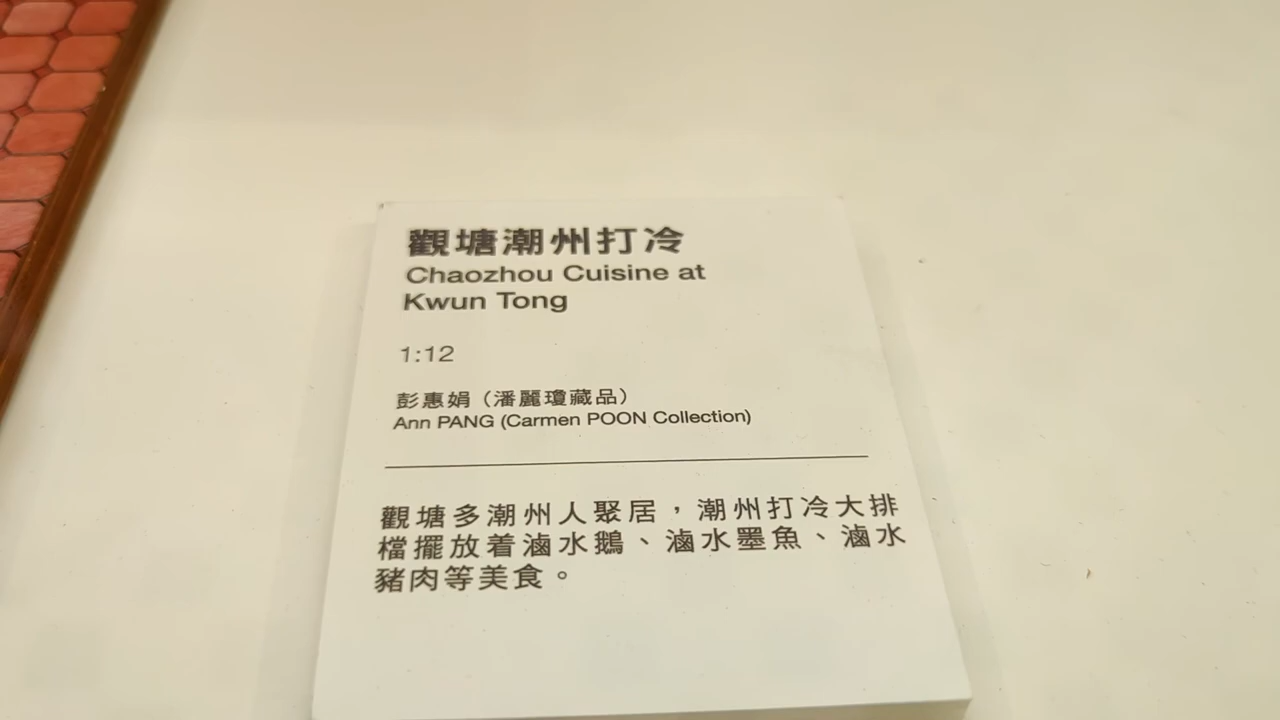 觀塘潮州打冷
Chaozhou Cuisine at
Kwun Tong
1:12
彭惠娟（潘麗瓊藏品）
Ann PANG (Carmen POON Collection)
觀塘多潮州人聚居，潮州打冷大排
檔擺放着滷水鵝、滷水墨魚、滷水
豬肉等美食。